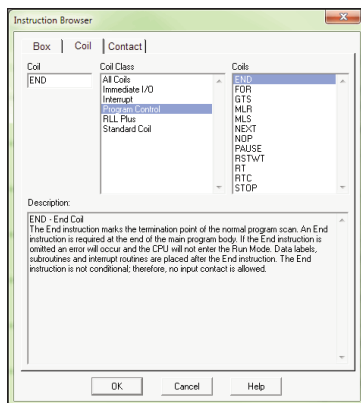 Instruction Browser
Box Coil Contact
Coil Coil Class Coils
END
All Coils
Immediate I/O
Interrupt
Program Control
RLL Plus
Standard Coil
END
FOR
GTS
MLR
MLS
NEXT
NOP
PAUSE
RSTWT
RT
RTC
STOP
Description:
END - End Coil
The End instruction marks the termination point of the normal program scan. An End
instruction is required at the end of the main program body. If the End instruction is
omitted an error will occur and the CPU will not enter the Run Mode. Data labels,
subroutines and interrupt routines are placed after the End instruction. The End
instruction is not conditional; therefore, no input contact is allowed.
OK Cancel Help